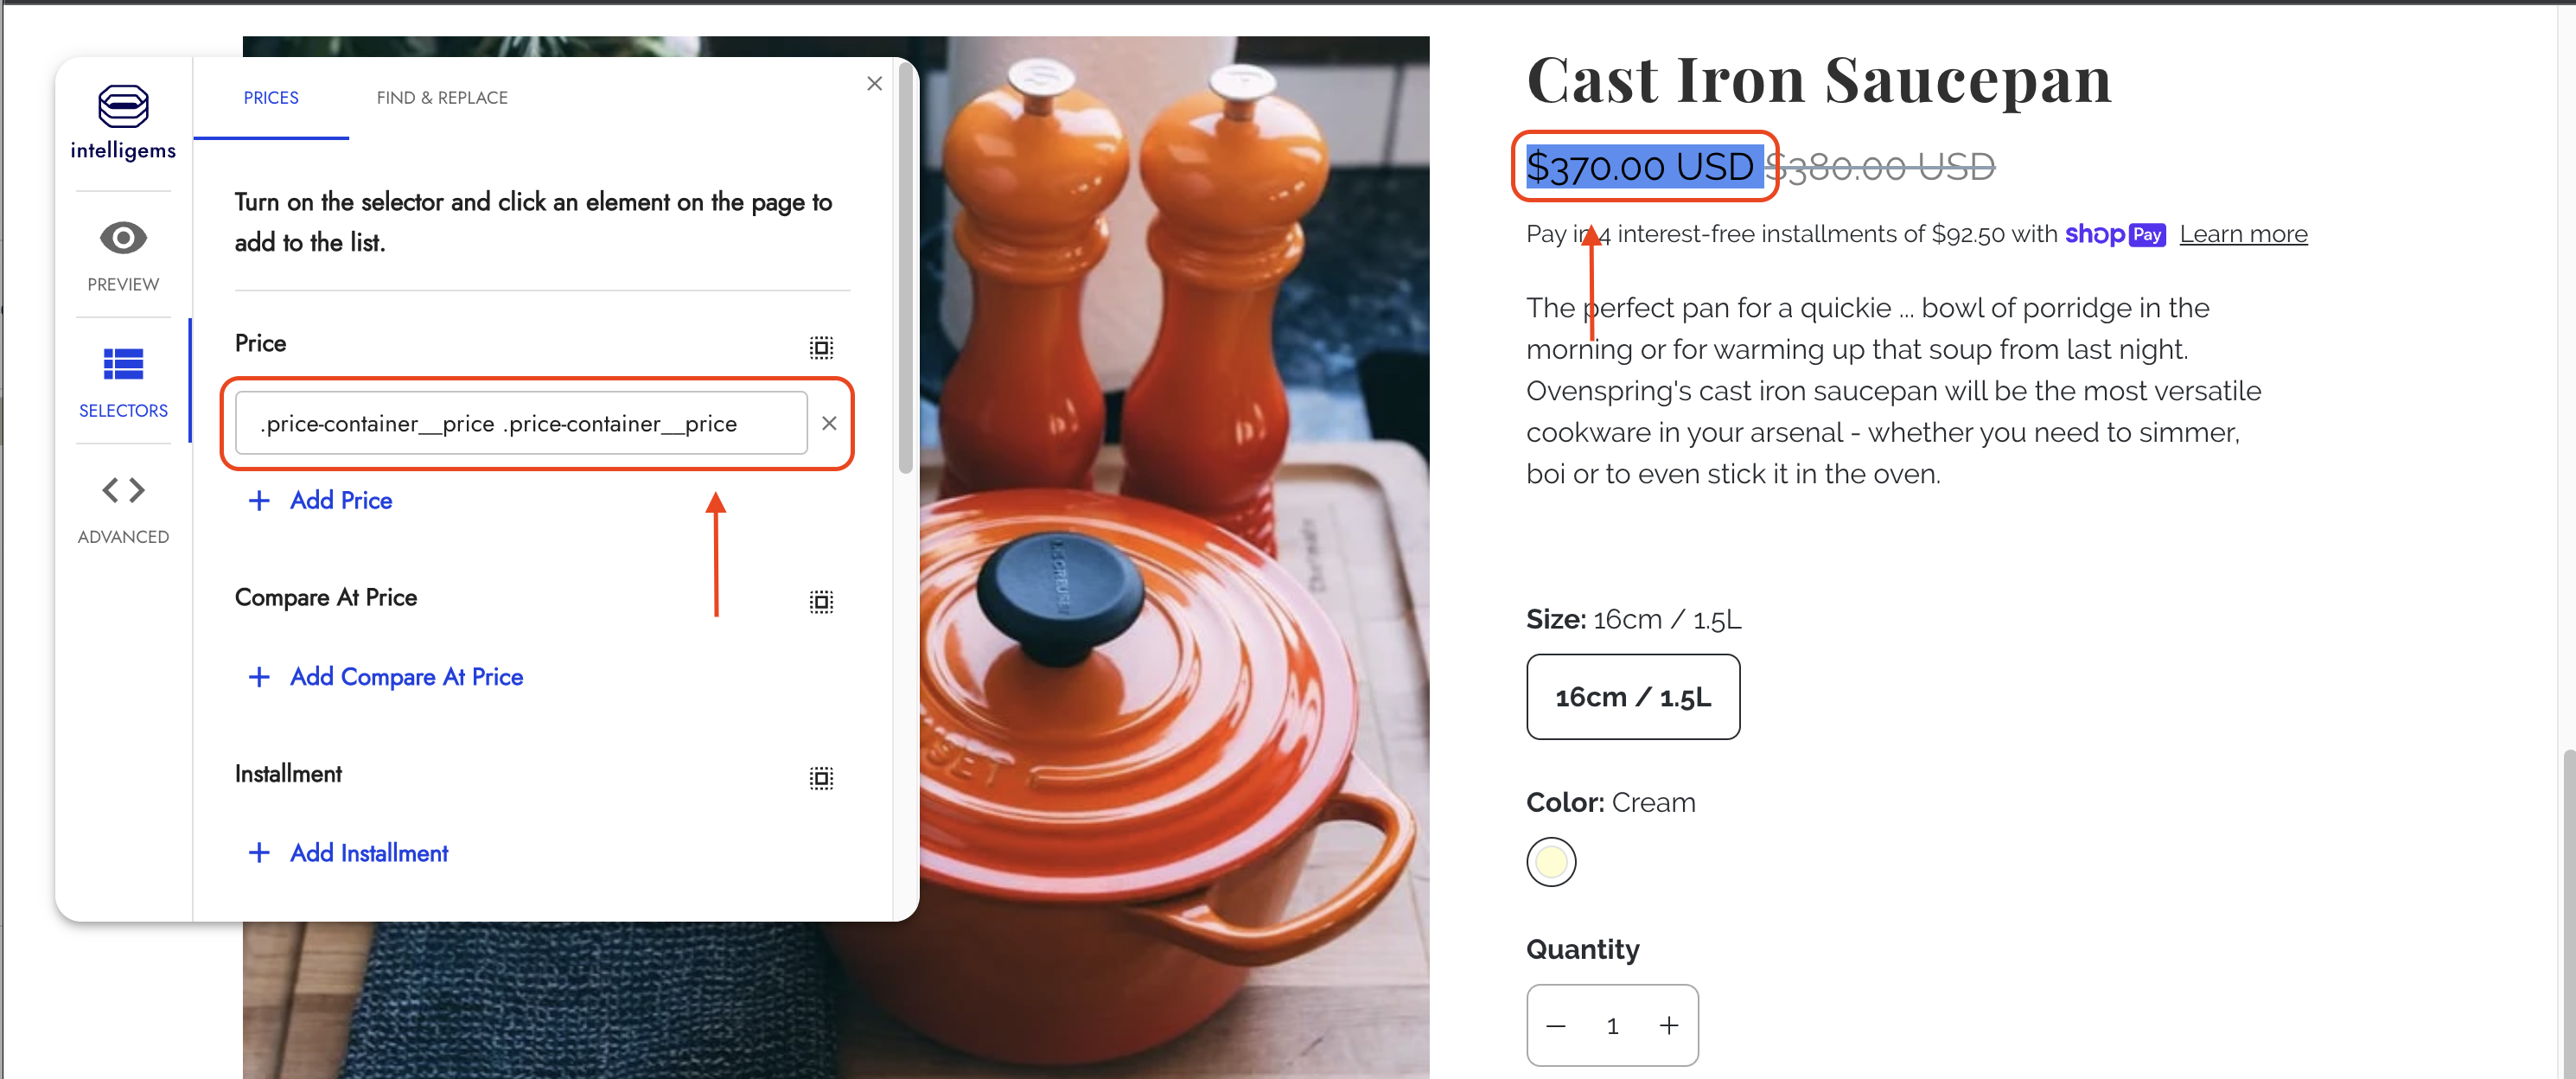 intelligems
PREVIEW
SELECTORS
ADVANCED
PRICES
FIND & REPLACE
Turn on the selector and click an element on the page to
add to the list.
Price
.price-container__price .price-container__price
+ Add Price
Compare At Price
+ Add Compare At Price
Installment
+ Add Installment
Cast Iron Saucepan
$370.00 USD $380.00 USD
Pay in 4 interest-free installments of $92.50 with shop Pay Learn more
The perfect pan for a quickie ... bowl of porridge in the
morning or for warming up that soup from last night.
Ovenspring's cast iron saucepan will be the most versatile
cookware in your arsenal - whether you need to simmer,
boi or to even stick it in the oven.
Size: 16cm / 1.5L
16cm / 1.5L
Color: Cream
Quantity
− 1 +